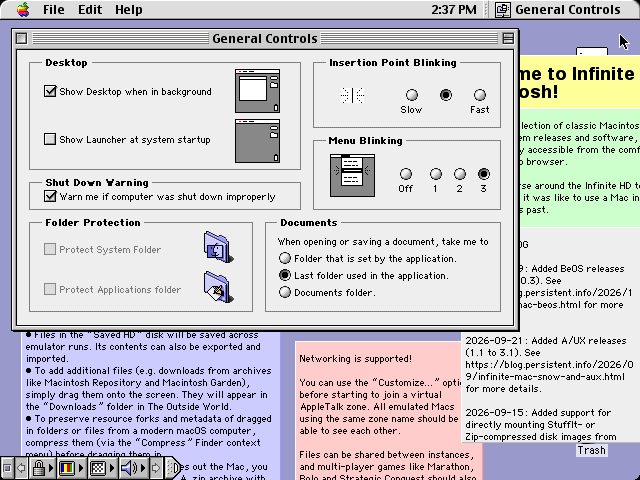 File Edit Help
2:37 PM
General Controls
General Controls
Desktop
Show Desktop when in background
Show Launcher at system startup
Shut Down Warning
Warn me if computer was shut down improperly
Folder Protection
Protect System Folder
Protect Applications folder
Insertion Point Blinking
Slow
Fast
Menu Blinking
Off
1
2
3
Documents
When opening or saving a document, take me to
Folder that is set by the application.
Last folder used in the application.
Documents folder.
me to Infinite
osh!
lection of classic Macintos
em releases and software,
y accessible from the comf
b browser.
rse around the Infinite HD to
it was like to use a Mac in
s past.
OG
9: Added BeOS releases
0.3). See
g.persistent.info/2026/1
mac-beos.html for more
2026-09-21: Added A/UX releases
(1.1 to 3.1). See
https://blog.persistent.info/2026/0
9/infinite-mac-snow-and-aux.html
for more details.
2026-09-15: Added support for
directly mounting StuffIt- or
Zip-compressed disk images from
Trash
● Files in the "Saved HD" disk will be saved across
emulator runs. Its contents can also be exported and
imported.
● To add additional files (e.g. downloads from archives
like Macintosh Repository and Macintosh Garden),
simply drag them onto the screen. They will appear in
the "Downloads" folder in The Outside World.
● To preserve resource forks and metadata of dragged
in folders or files from a modern macOS computer,
compress them (via the "Compress" Finder context
menu) before dragging them in.
es out the Mac, you
A .zip archive with
Networking is supported!
You can use the "Customize..." optio
before starting to join a virtual
AppleTalk zone. All emulated Macs
using the same zone name should be
able to see each other.
Files can be shared between instances,
and multi-player games like Marathon,
Bolo and Strategic Conquest should also